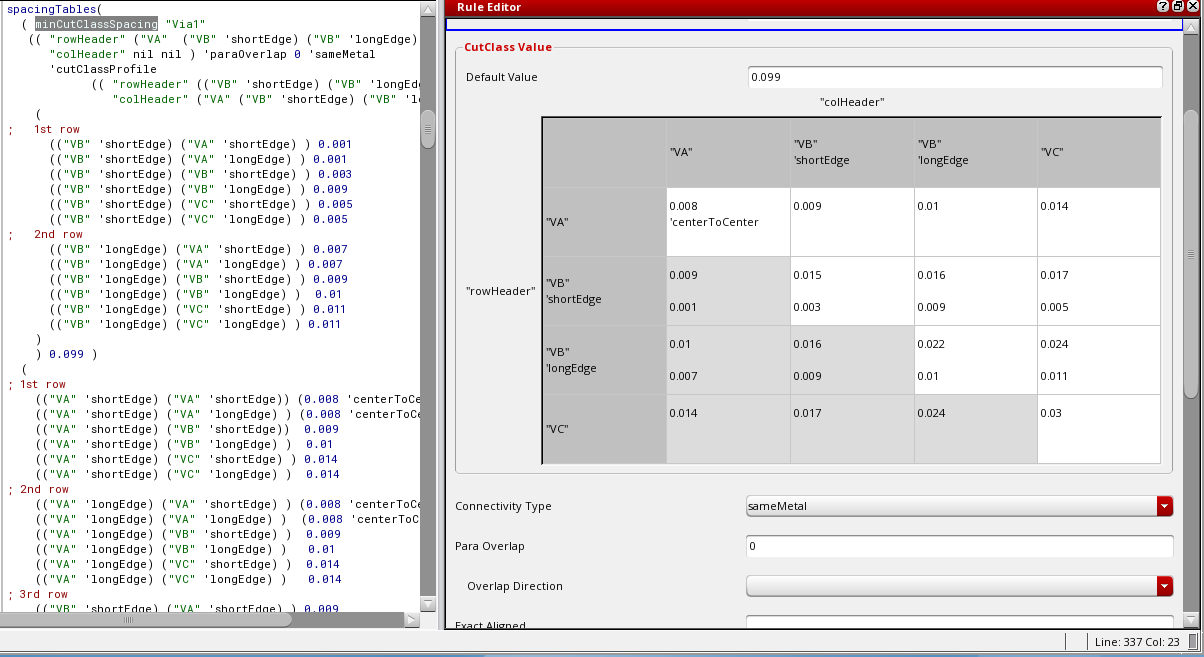 spacingTables(
( minCutClassSpacing "Via1"
(( "rowHeader" ("VA"  ("VB" 'shortEdge) ("VB" 'longEdge)
"colHeader" nil nil ) 'paraOverlap 0 'sameMetal
'cutClassProfile
(( "rowHeader" (("VB" 'shortEdge) ("VB" 'longEd
"colHeader" ("VA" ("VB" 'shortEdge) ("VB" 'l
(
;   1st row
(("VB" 'shortEdge) ("VA" 'shortEdge) ) 0.001
(("VB" 'shortEdge) ("VA" 'longEdge) ) 0.001
(("VB" 'shortEdge) ("VB" 'shortEdge) ) 0.003
(("VB" 'shortEdge) ("VB" 'longEdge) ) 0.009
(("VB" 'shortEdge) ("VC" 'shortEdge) ) 0.005
(("VB" 'shortEdge) ("VC" 'longEdge) ) 0.005
;   2nd row
(("VB" 'longEdge) ("VA" 'shortEdge) ) 0.007
(("VB" 'longEdge) ("VA" 'longEdge) ) 0.007
(("VB" 'longEdge) ("VB" 'shortEdge) ) 0.009
(("VB" 'longEdge) ("VB" 'longEdge) )  0.01
(("VB" 'longEdge) ("VC" 'shortEdge) ) 0.011
(("VB" 'longEdge) ("VC" 'longEdge) ) 0.011
)
) 0.099 )
(
; 1st row
(("VA" 'shortEdge) ("VA" 'shortEdge)) (0.008 'centerToCe
(("VA" 'shortEdge) ("VA" 'longEdge) ) (0.008 'centerToCe
(("VA" 'shortEdge) ("VB" 'shortEdge))  0.009
(("VA" 'shortEdge) ("VB" 'longEdge) )  0.01
(("VA" 'shortEdge) ("VC" 'shortEdge) ) 0.014
(("VA" 'shortEdge) ("VC" 'longEdge) )  0.014
; 2nd row
(("VA" 'longEdge) ("VA" 'shortEdge) ) (0.008 'centerToCe
(("VA" 'longEdge) ("VA" 'longEdge) )  (0.008 'centerToC
(("VA" 'longEdge) ("VB" 'shortEdge) )  0.009
(("VA" 'longEdge) ("VB" 'longEdge) )   0.01
(("VA" 'longEdge) ("VC" 'shortEdge) )  0.014
(("VA" 'longEdge) ("VC" 'longEdge) )   0.014
; 3rd row
(("VB" 'shortEdge) ("VA" 'shortEdge) ) 0.009
Rule Editor
CutClass Value
Default Value 0.099
"colHeader"
"VA" "VB" 'shortEdge "VB" 'longEdge "VC"
"rowHeader"
"VA" 0.008 'centerToCenter 0.009 0.01 0.014
"VB" 'shortEdge 0.009 0.015 0.016 0.017
0.001 0.003 0.009 0.005
"VB" 'longEdge 0.01 0.016 0.022 0.024
0.007 0.009 0.01 0.011
"VC" 0.014 0.017 0.024 0.03
Connectivity Type sameMetal
Para Overlap 0
Overlap Direction
Exact Aligned
Line: 337 Col: 23